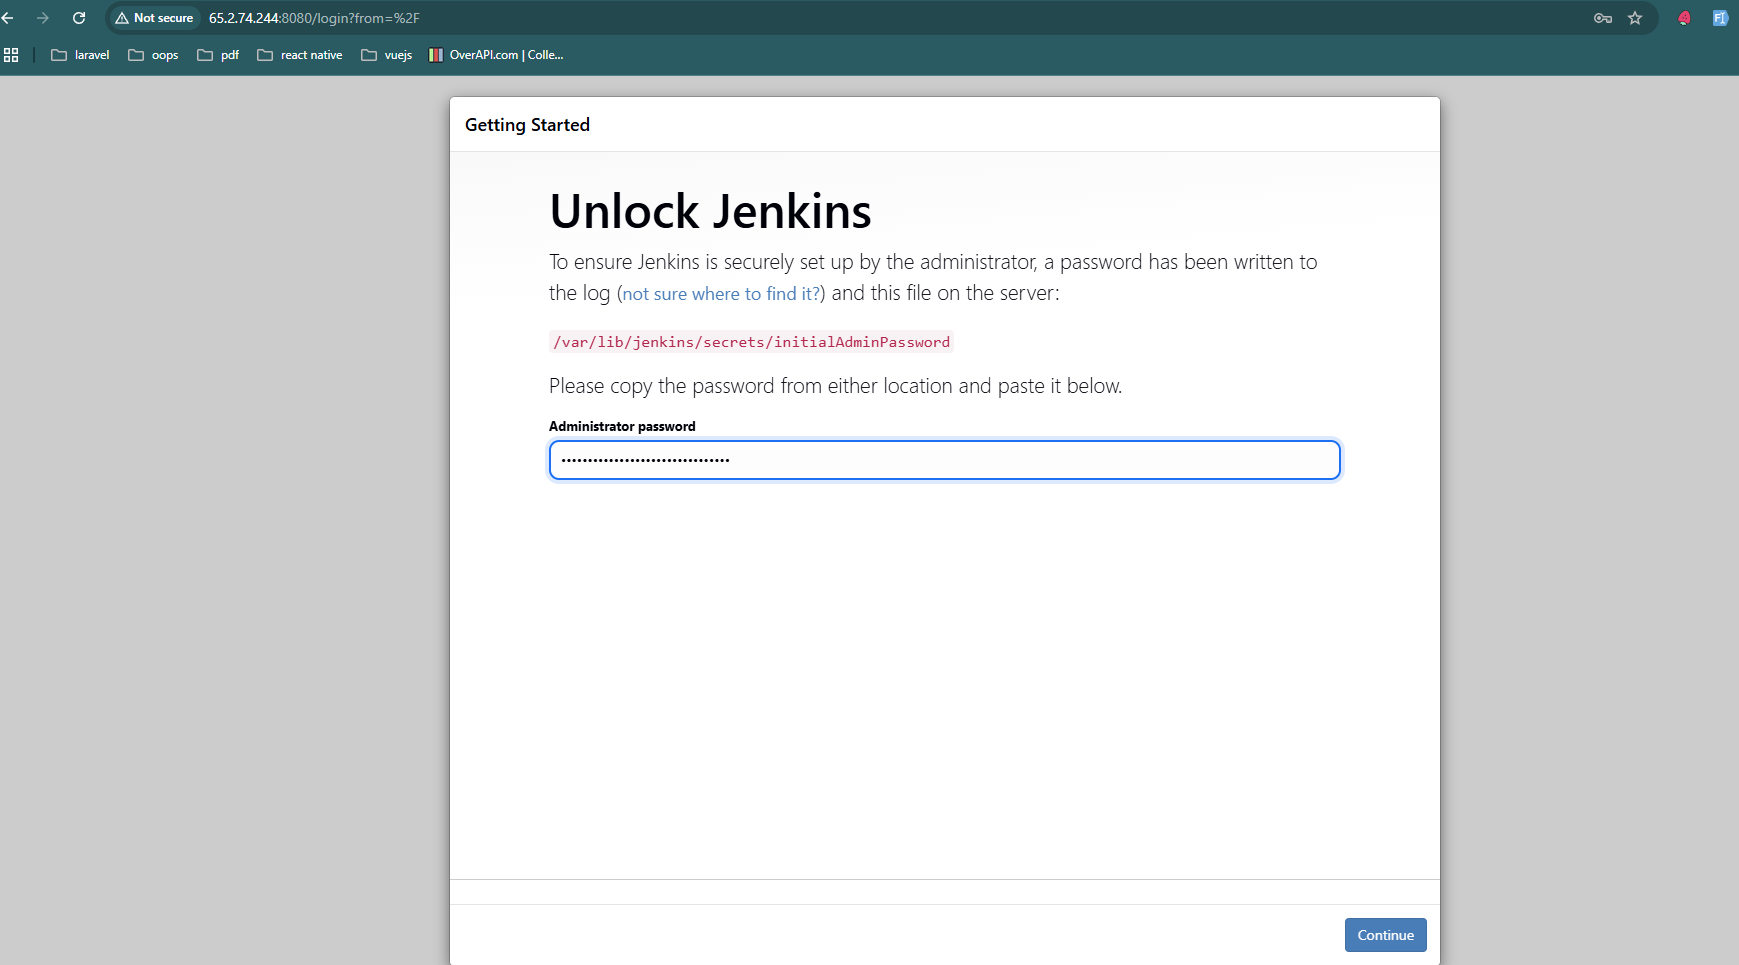 Not secure 65.2.74.244:8080/login?from=%2F
laravel oops pdf react native vuejs OverAPI.com | Colle...
Getting Started
Unlock Jenkins
To ensure Jenkins is securely set up by the administrator, a password has been written to
the log (not sure where to find it?) and this file on the server:
/var/lib/jenkins/secrets/initialAdminPassword
Please copy the password from either location and paste it below.
Administrator password
Continue